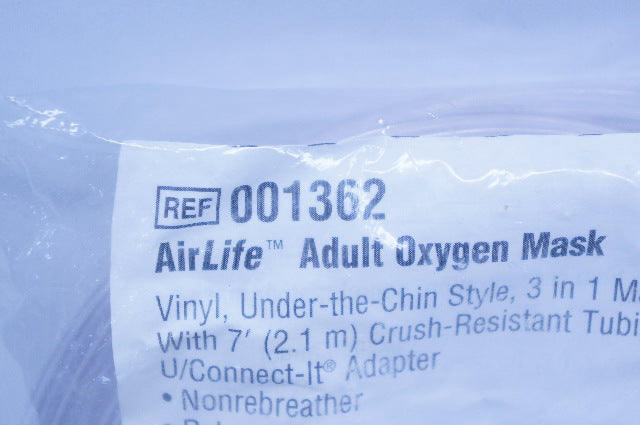 REF 001362
AirLife™ Adult Oxygen Mask
Vinyl, Under-the-Chin Style, 3 in 1
With 7′ (2.1 m) Crush-Resistant
U/Connect-It® Adapter
• Nonrebreather